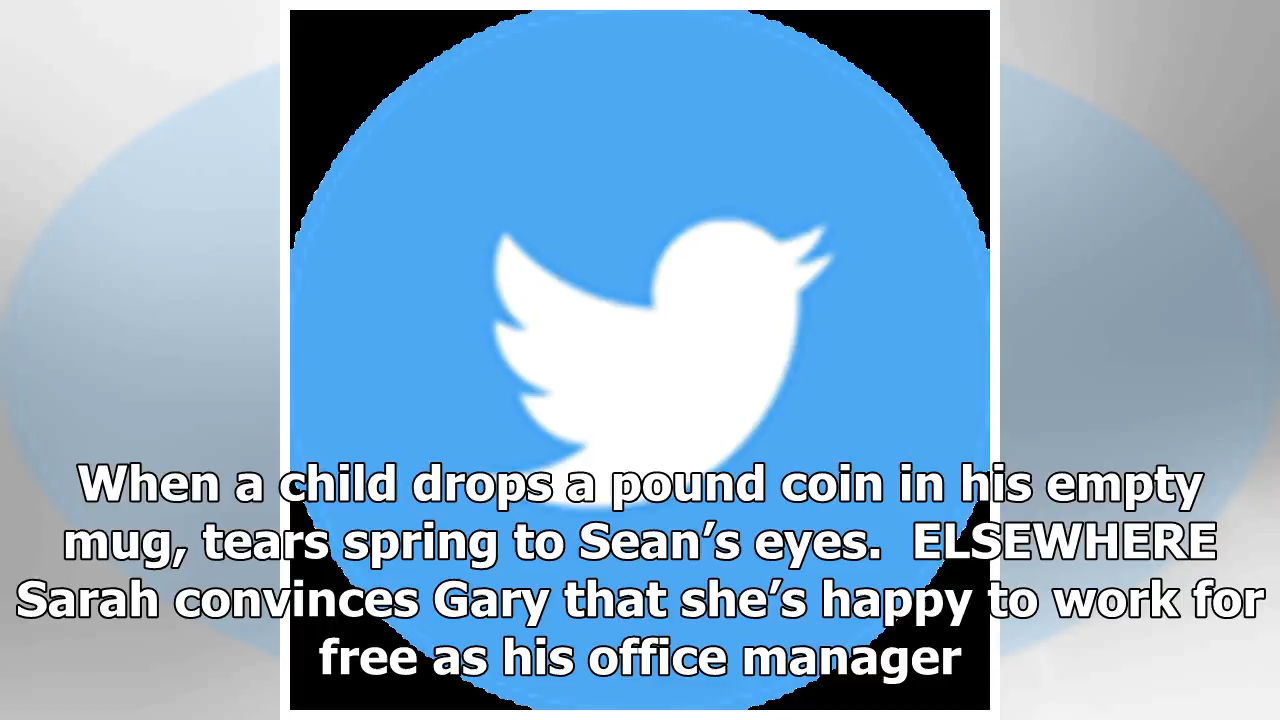 When a child drops a pound coin in his empty
mug, tears spring to Sean’s eyes.  ELSEWHERE
Sarah convinces Gary that she’s happy to work for
free as his office manager